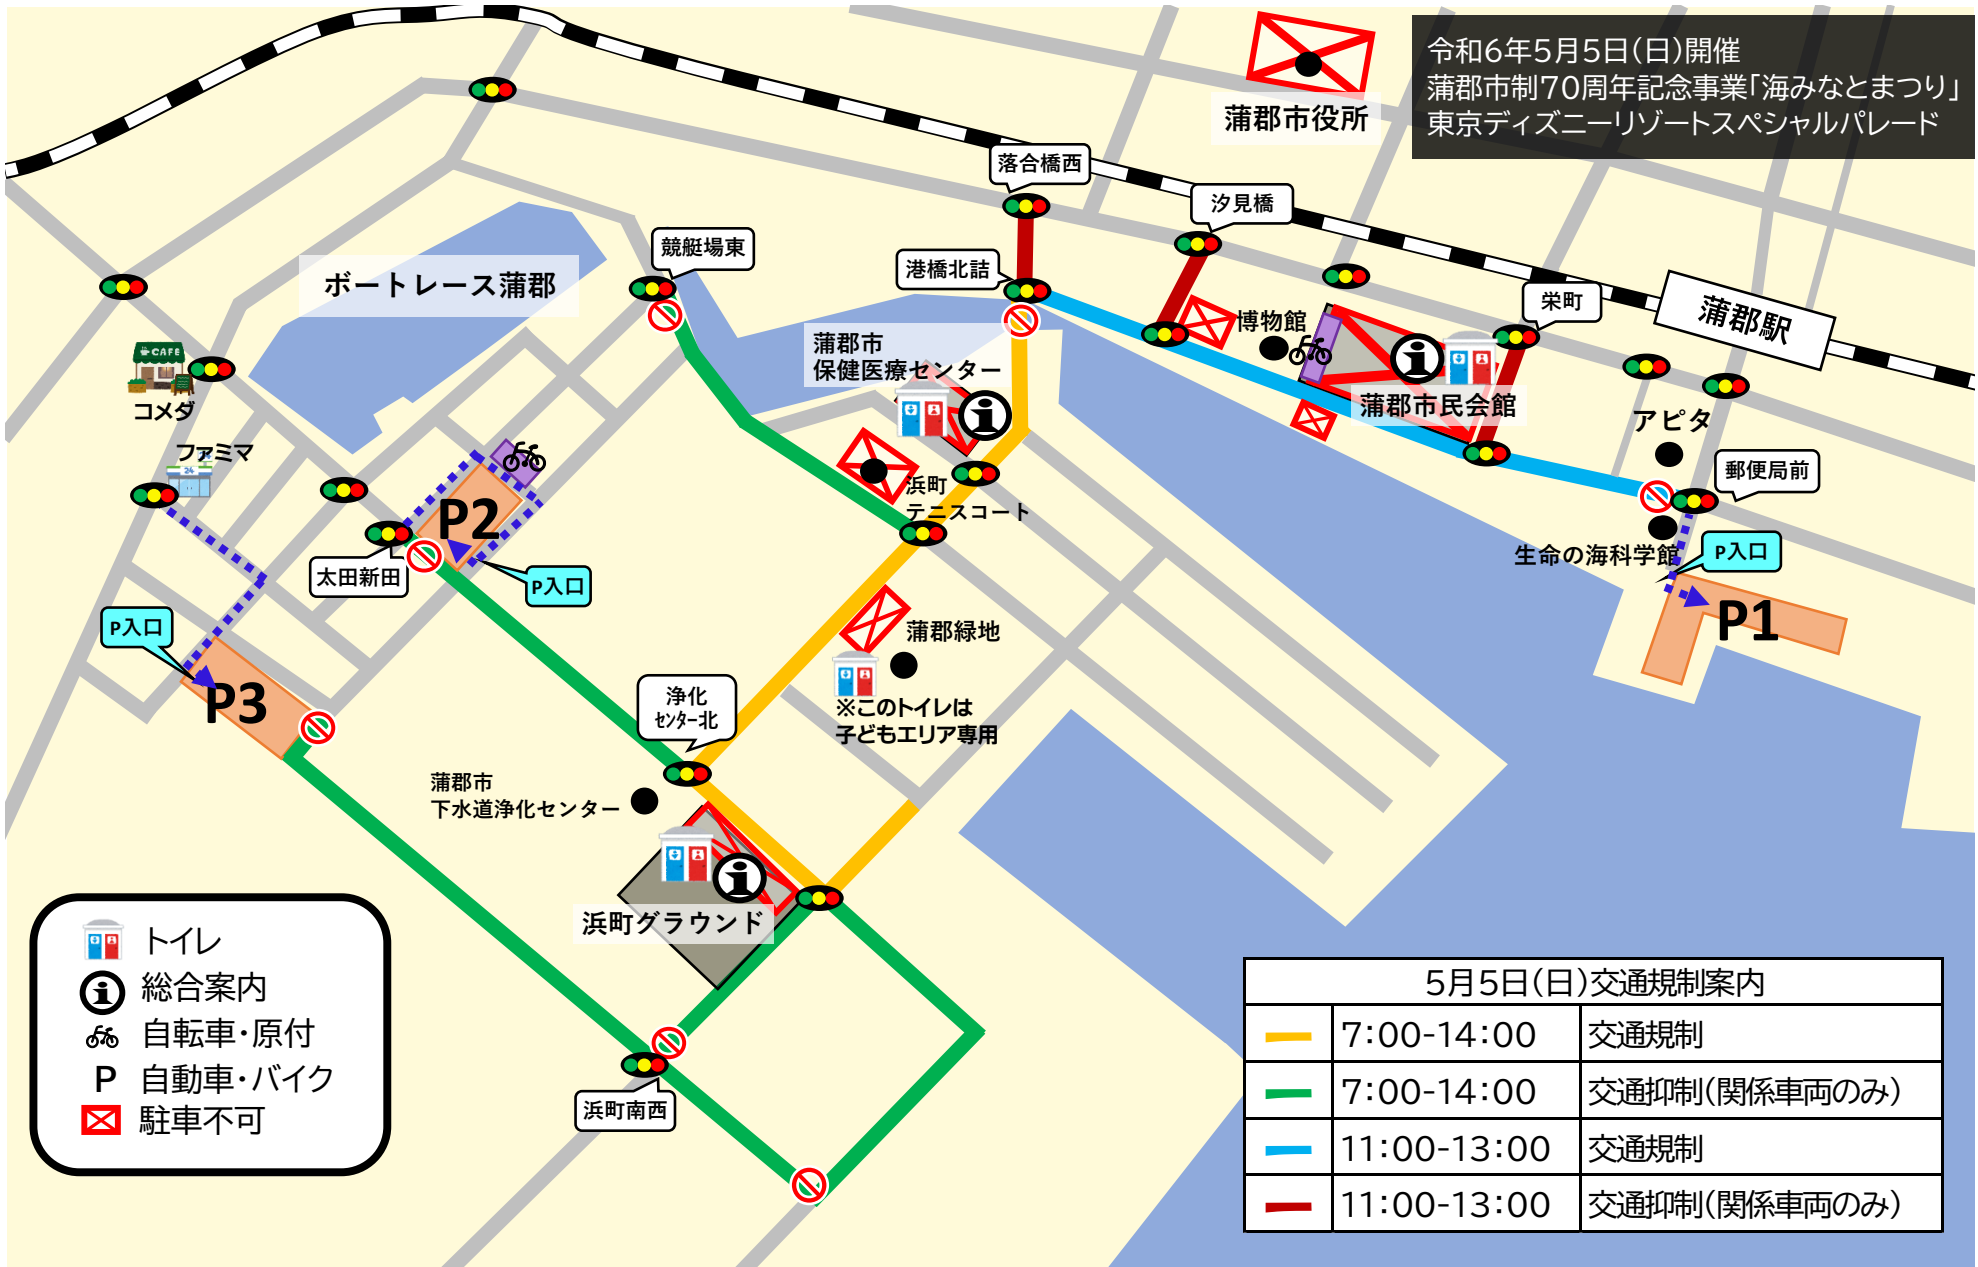 令和6年5月5日(日)開催
蒲郡市制70周年記念事業「海みなとまつり」
東京ディズニーリゾートスペシャルパレード
蒲郡市役所
落合橋西
汐見橋
競艇場東
港橋北詰
ボートレース蒲郡
栄町
蒲郡駅
博物館
蒲郡市
保健医療センター
CAFE
コメダ
蒲郡市民会館
アピタ
ファミマ
24
郵便局前
P2
浜町
テニスコート
太田新田
P入口
生命の海科学館
P入口
P1
P入口
蒲郡緑地
P3
浄化
センター北
※このトイレは
子どもエリア専用
蒲郡市
下水道浄化センター
浜町グラウンド
浜町南西
トイレ
総合案内
自転車・原付
P 自動車・バイク
駐車不可
5月5日(日)交通規制案内
7:00-14:00 交通規制
7:00-14:00 交通抑制(関係車両のみ)
11:00-13:00 交通規制
11:00-13:00 交通抑制(関係車両のみ)